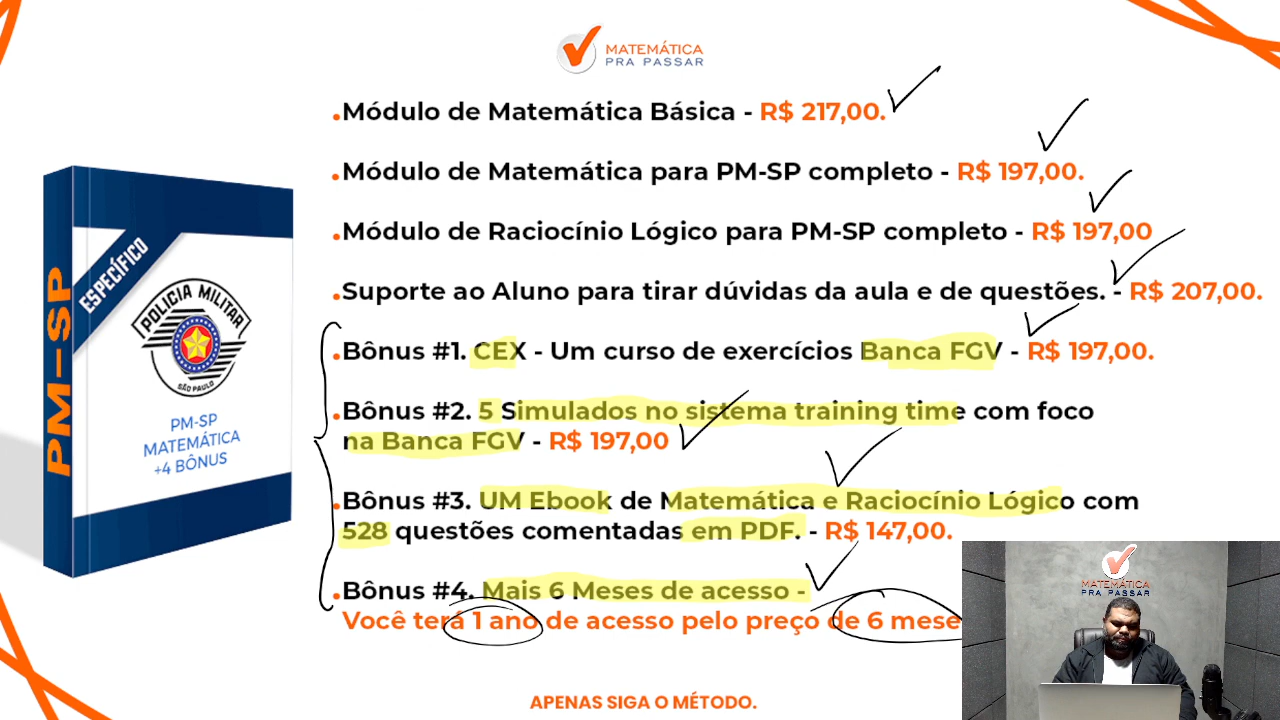 MATEMÁTICA
PRA PASSAR
.Módulo de Matemática Básica - R$ 217,00.
.Módulo de Matemática para PM-SP completo - R$ 197,00.
.Módulo de Raciocínio Lógico para PM-SP completo - R$ 197,00
.Suporte ao Aluno para tirar dúvidas da aula e de questões. - R$ 207,00.
.Bônus #1. CEX - Um curso de exercícios Banca FGV - R$ 197,00.
.Bônus #2. 5 Simulados no sistema training time com foco
na Banca FGV - R$ 197,00
.Bônus #3. UM Ebook de Matemática e Raciocínio Lógico com
528 questões comentadas em PDF. - R$ 147,00.
.Bônus #4. Mais 6 Meses de acesso -
Você terá 1 ano de acesso pelo preço de 6 mese
APENAS SIGA O MÉTODO.
PM-SP
ESPECÍFICO
POLICIA MILITAR
SÃO PAULO
PM-SP
MATEMÁTICA
+4 BÔNUS
MATEMÁTICA
PRA PASSAR